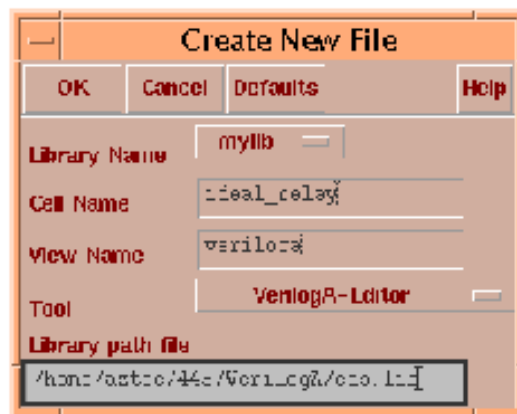 Create New File
OK Cancel Defaults Help
Library Name mylib
Cell Name ideal_relay
View Name veriloga
Tool VerilogA-Editor
Library path file